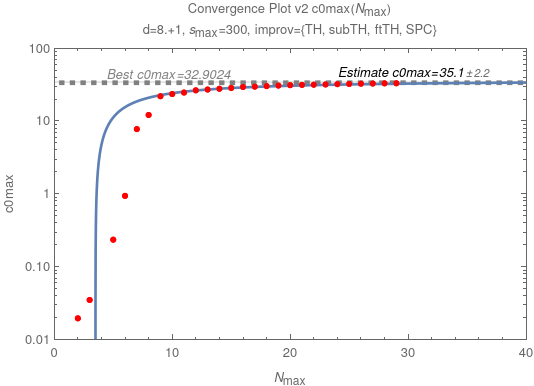 Convergence Plot v2 c0max(Nmax)
d=8.+1, smax=300, improv={TH, subTH, ftTH, SPC}
100
Best c0max=32.9024
Estimate c0max=35.1±2.2
10
1
0.10
0.01
c0max
0
10
20
30
40
Nmax